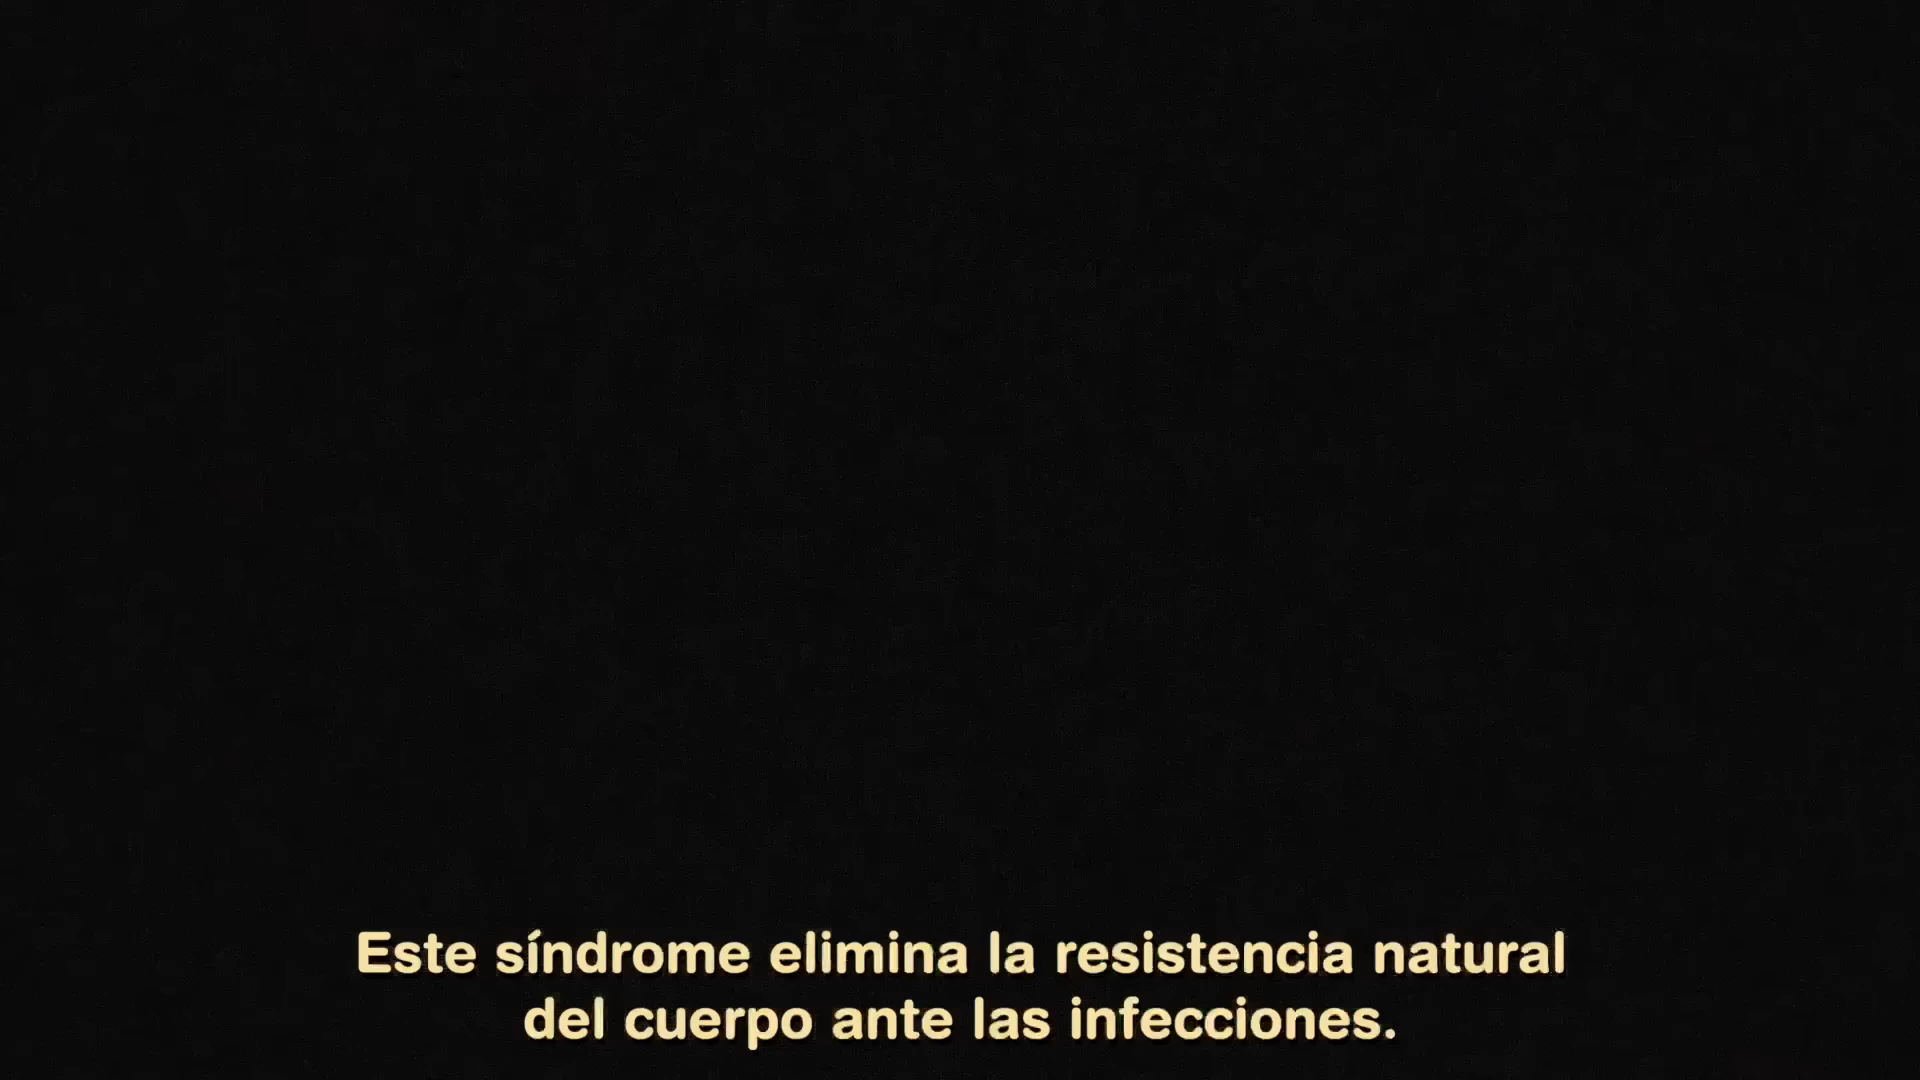 Este síndrome elimina la resistencia natural
del cuerpo ante las infecciones.